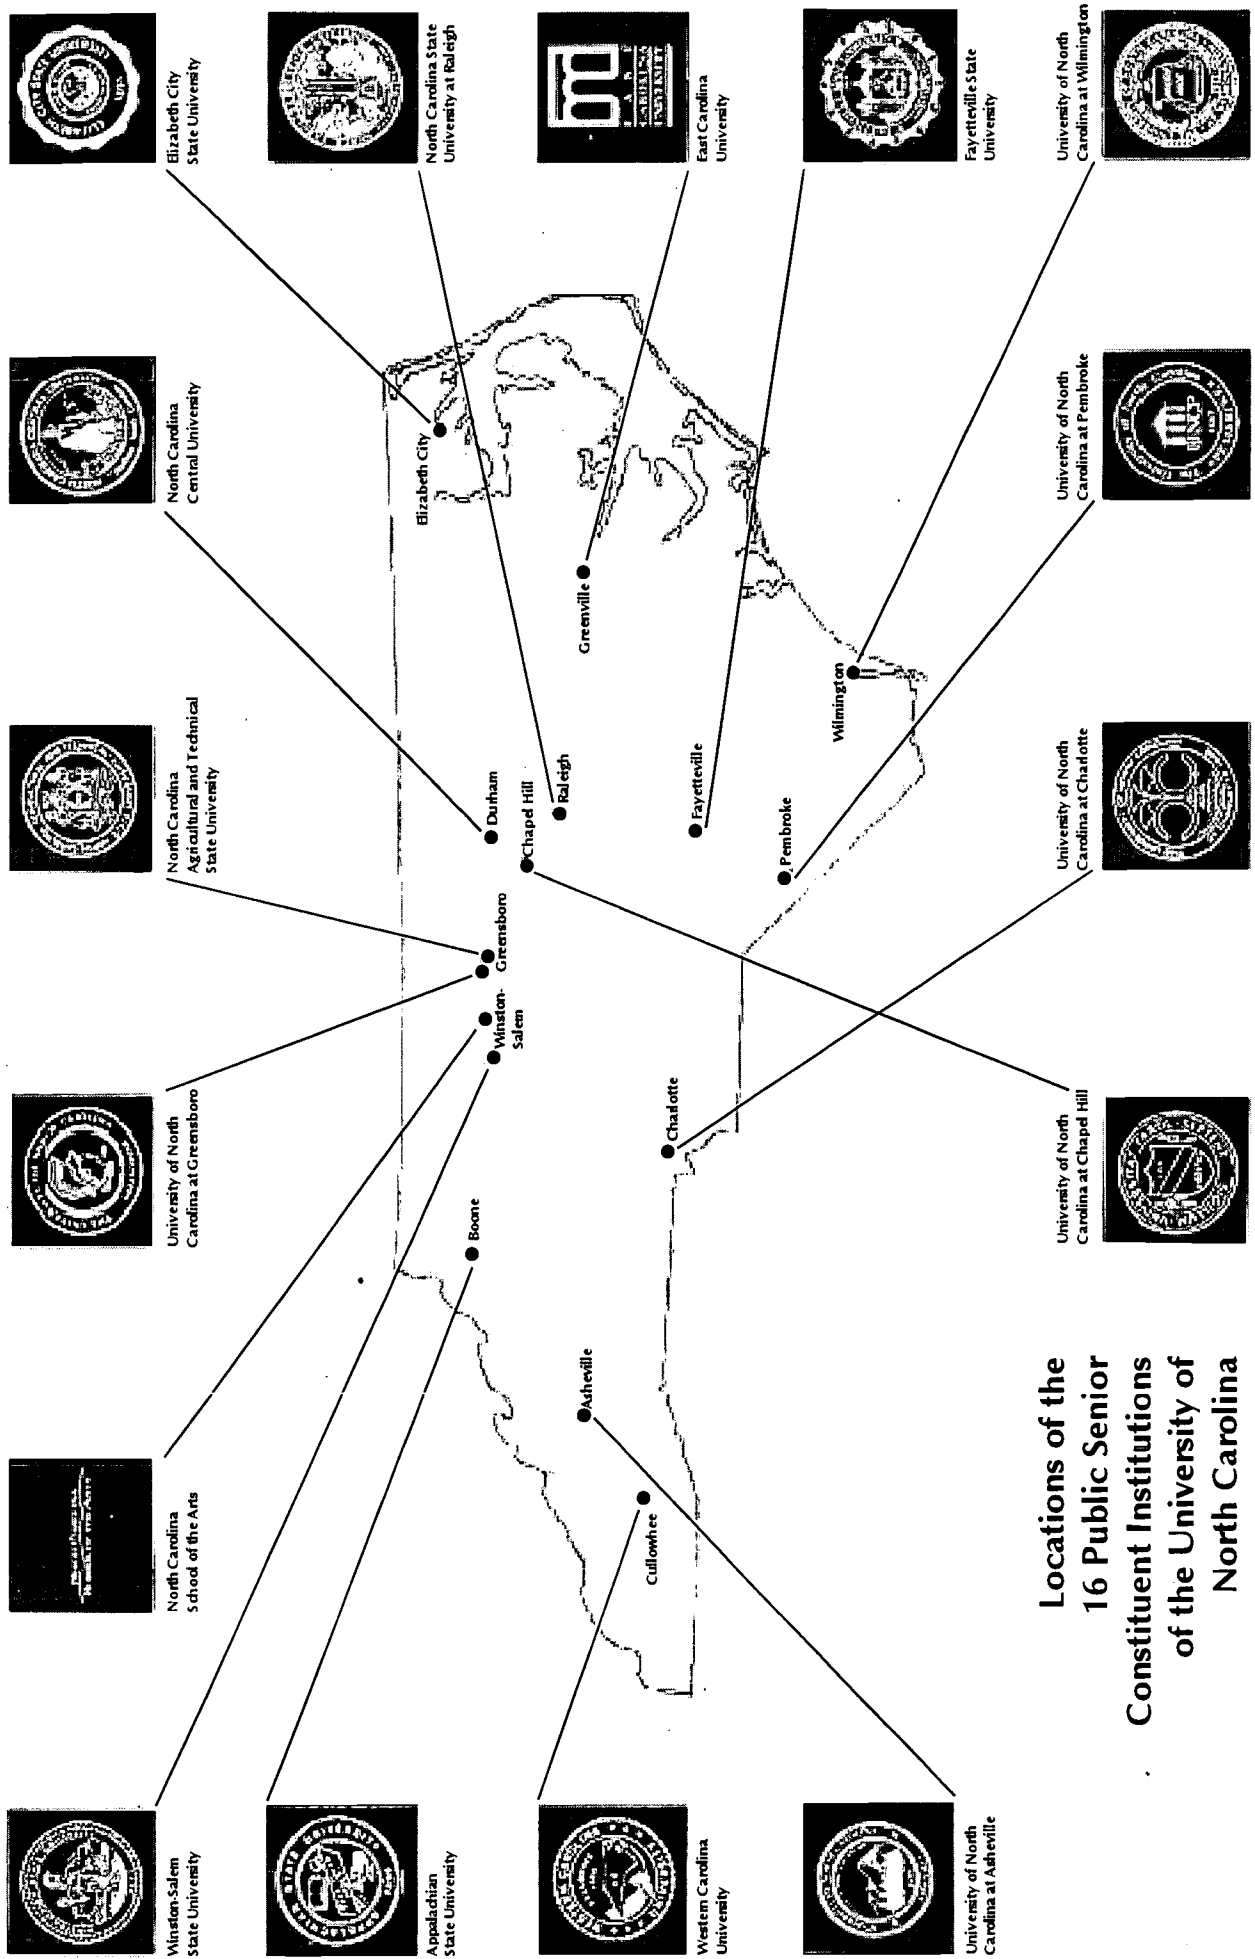 Winston-Salem
State University
North Carolina
School of the Arts
University of North
Carolina at Greensboro
North Carolina
Agricultural and Technical
State University
North Carolina
Central University
Elizabeth City
State University
Appalachian
State University
North Carolina State
University at Raleigh
Western Carolina
University
East Carolina
University
University of North
Carolina at Asheville
Fayetteville State
University
University of North
Carolina at Chapel Hill
University of North
Carolina at Charlotte
University of North
Carolina at Pembroke
UNCP
University of North
Carolina at Wilmington
Boone
Winston-
Salem
Greensboro
Durham
Chapel Hill
Raleigh
Elizabeth City
Greenville
Asheville
Cullowhee
Charlotte
Fayetteville
Pembroke
Wilmington
Locations of the
16 Public Senior
Constituent Institutions
of the University of
North Carolina